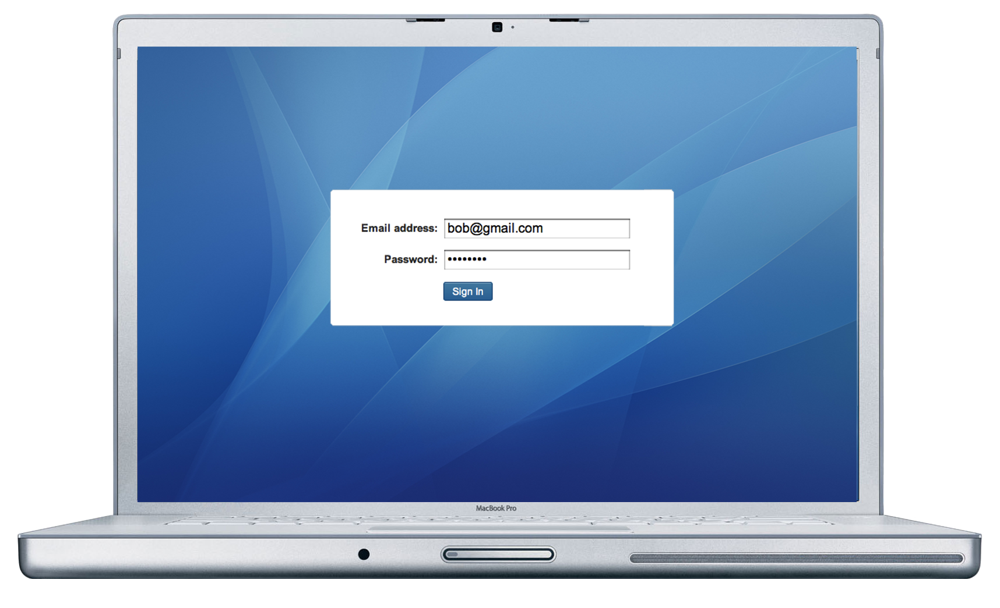 Email address: bob@gmail.com
Password: ••••••••
Sign In
MacBook Pro